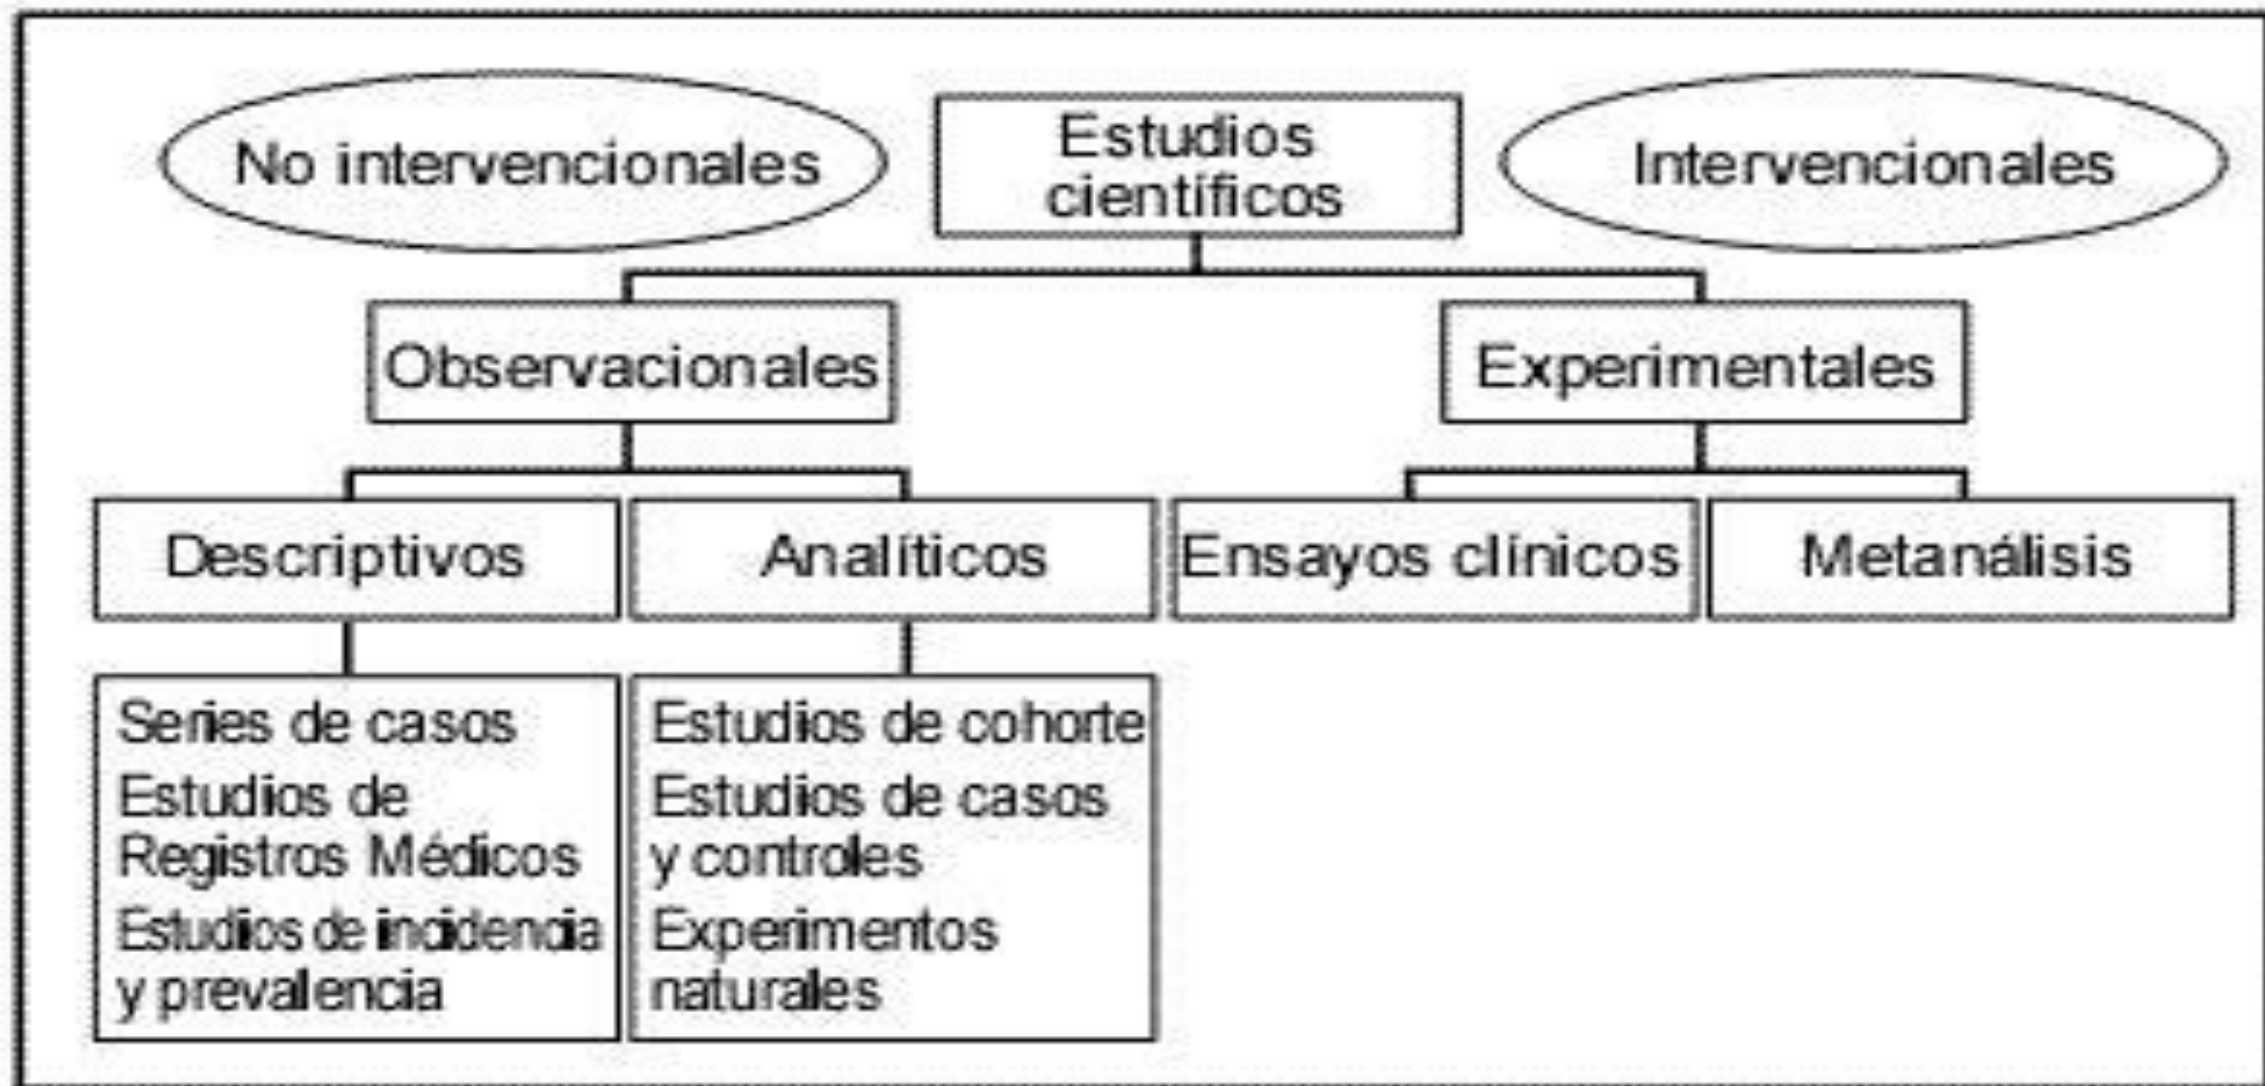 No intervencionales
Estudios
científicos
Intervencionales
Observacionales
Experimentales
Descriptivos
Analíticos
Ensayos clínicos
Metanálisis
Series de casos
Estudios de
Registros Médicos
Estudios de incidencia
y prevalencia
Estudios de cohorte
Estudios de casos
y controles
Experimentos
naturales